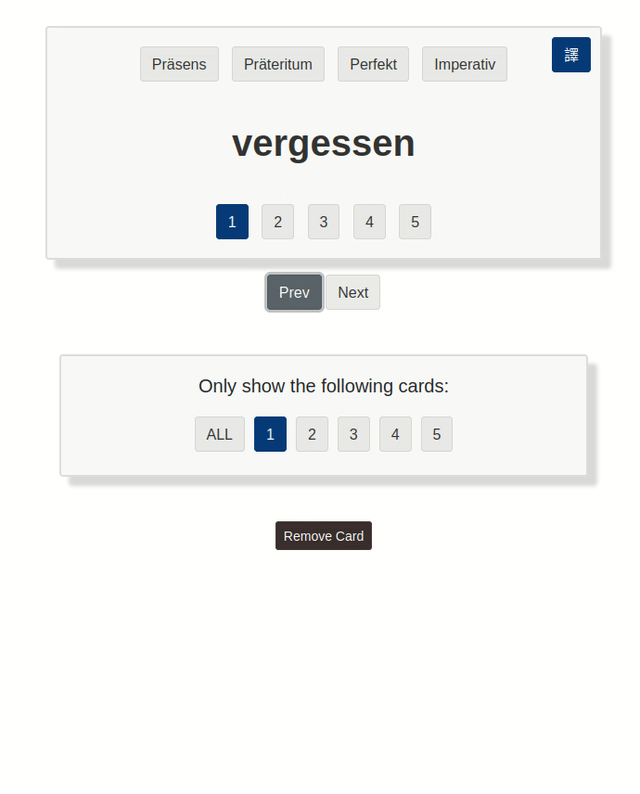 Präsens Präteritum Perfekt Imperativ 譯
vergessen
1 2 3 4 5
Prev Next
Only show the following cards:
ALL 1 2 3 4 5
Remove Card